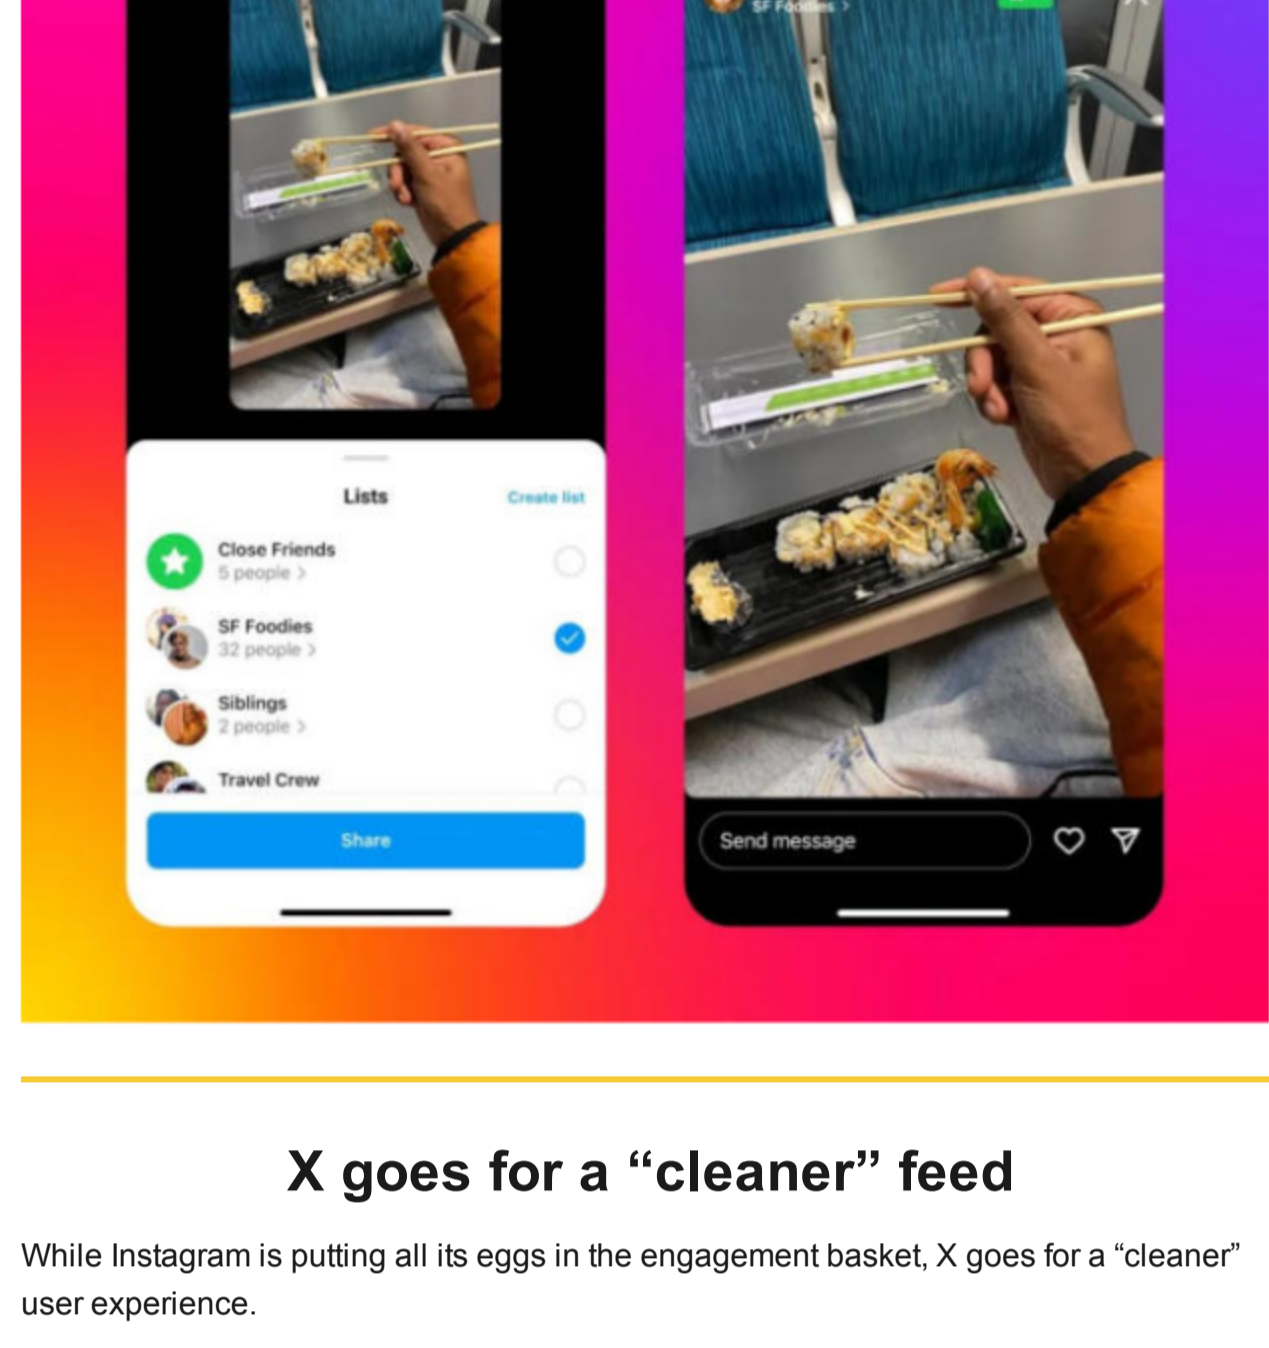 SF Foodies >
Lists
Create list
Close Friends
5 people >
SF Foodies
32 people >
Siblings
2 people >
Travel Crew
Share
Send message
X goes for a “cleaner” feed
While Instagram is putting all its eggs in the engagement basket, X goes for a “cleaner”
user experience.